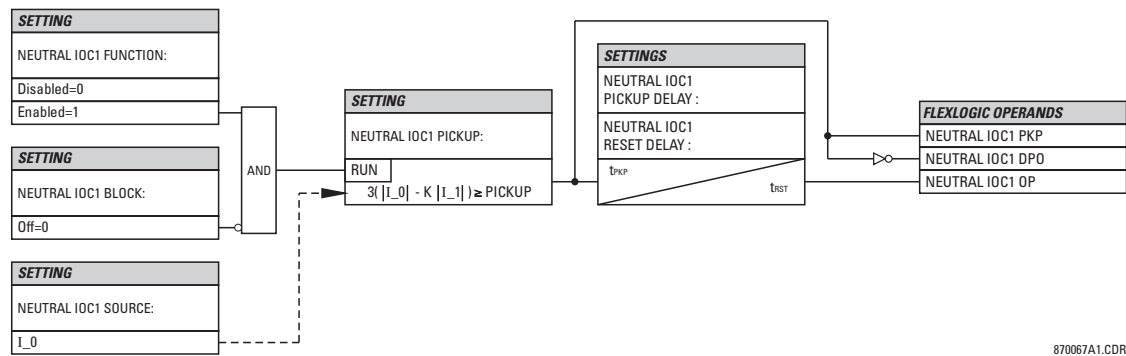 SETTING
NEUTRAL IOC1 FUNCTION:
Disabled=0
Enabled=1
SETTING
NEUTRAL IOC1 BLOCK:
Off=0
SETTING
NEUTRAL IOC1 SOURCE:
I_0
AND
SETTING
NEUTRAL IOC1 PICKUP:
RUN
3( |I_0| - K |I_1| ) ≥ PICKUP
SETTINGS
NEUTRAL IOC1
PICKUP DELAY :
NEUTRAL IOC1
RESET DELAY :
tPKP
tRST
FLEXLOGIC OPERANDS
NEUTRAL IOC1 PKP
NEUTRAL IOC1 DPO
NEUTRAL IOC1 OP
870067A1.CDR